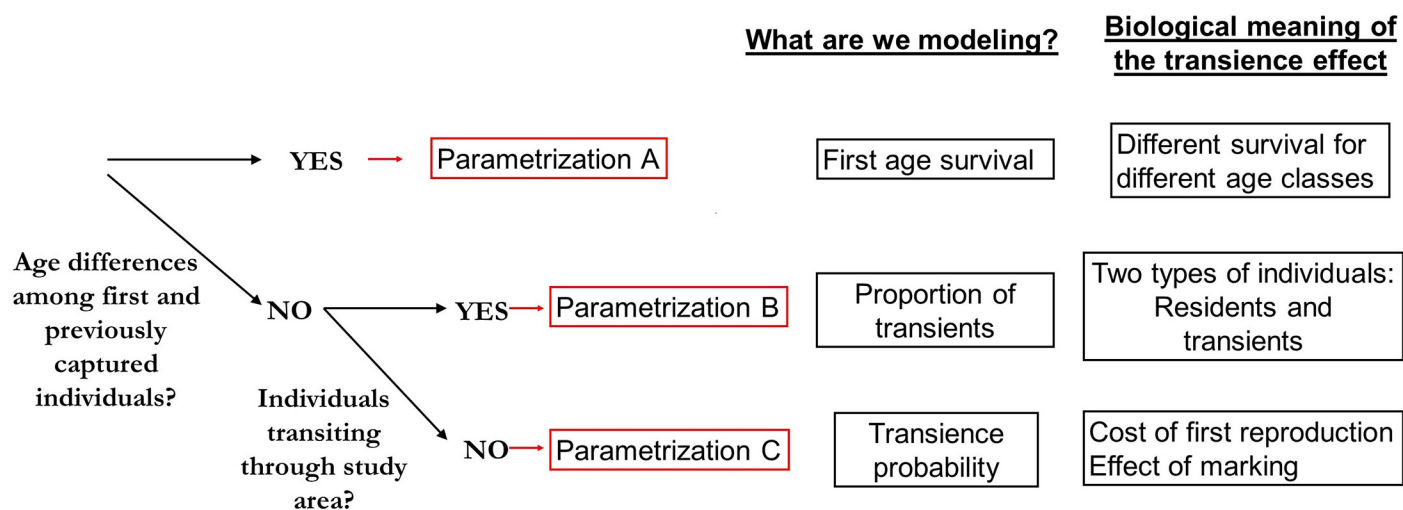 What are we modeling?
Biological meaning of
the transience effect
YES
Parametrization A
First age survival
Different survival for
different age classes
Age differences
among first and
previously
captured
individuals?
NO
YES
Parametrization B
Proportion of
transients
Two types of individuals:
Residents and
transients
Individuals
transiting
through study
area?
NO
Parametrization C
Transience
probability
Cost of first reproduction
Effect of marking